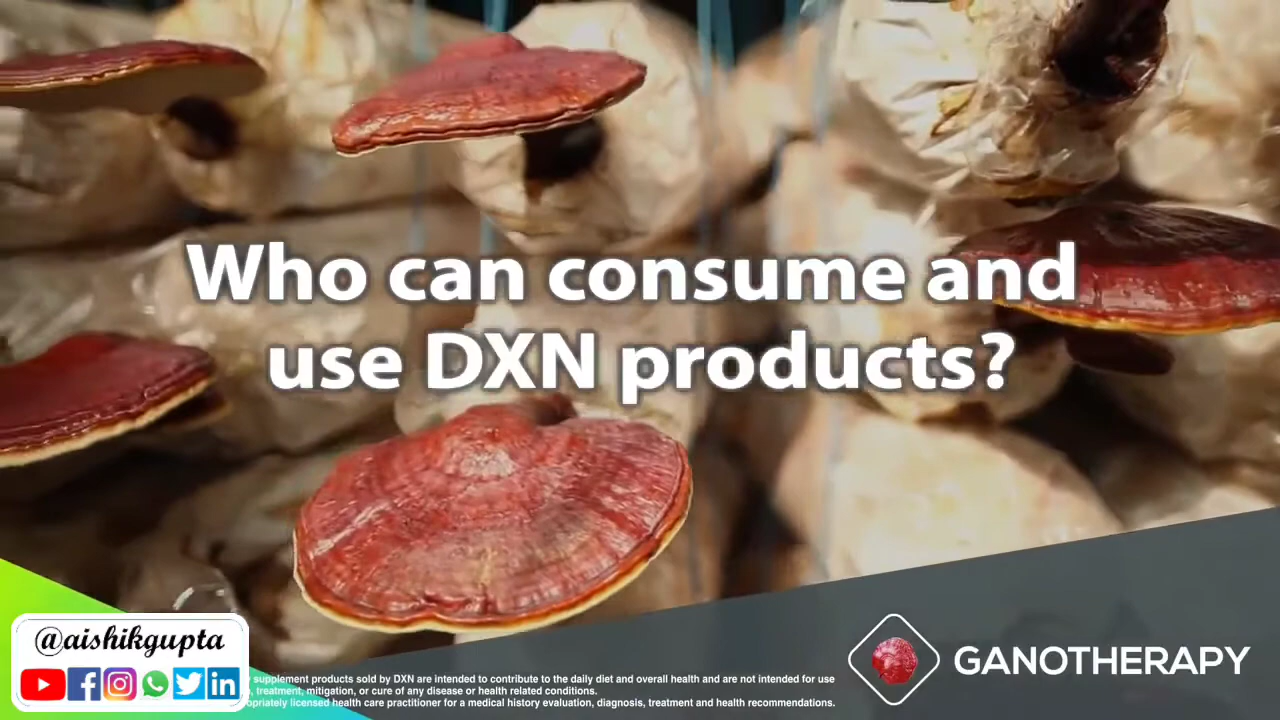 Who can consume and
use DXN products?
@aishikgupta
supplement products sold by DXN are intended to contribute to the daily diet and overall health and are not intended for use
, treatment, mitigation, or cure of any disease or health related conditions.
licensed health care practitioner for a medical history evaluation, diagnosis, treatment and health recommendations.
GANOTHERAPY